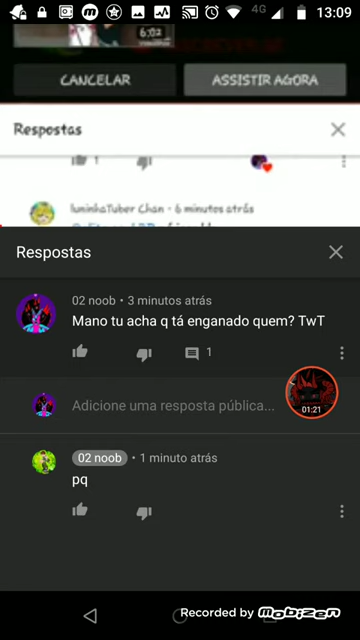 4G 13:09
6:02
CANCELAR ASSISTIR AGORA
Respostas
1
luninhaTuber Chan • 6 minutos atrás
Respostas
02 noob • 3 minutos atrás
Mano tu acha q tá enganado quem? TwT
1
Adicione uma resposta pública...
01:21
02 noob • 1 minuto atrás
pq
Recorded by mobizen